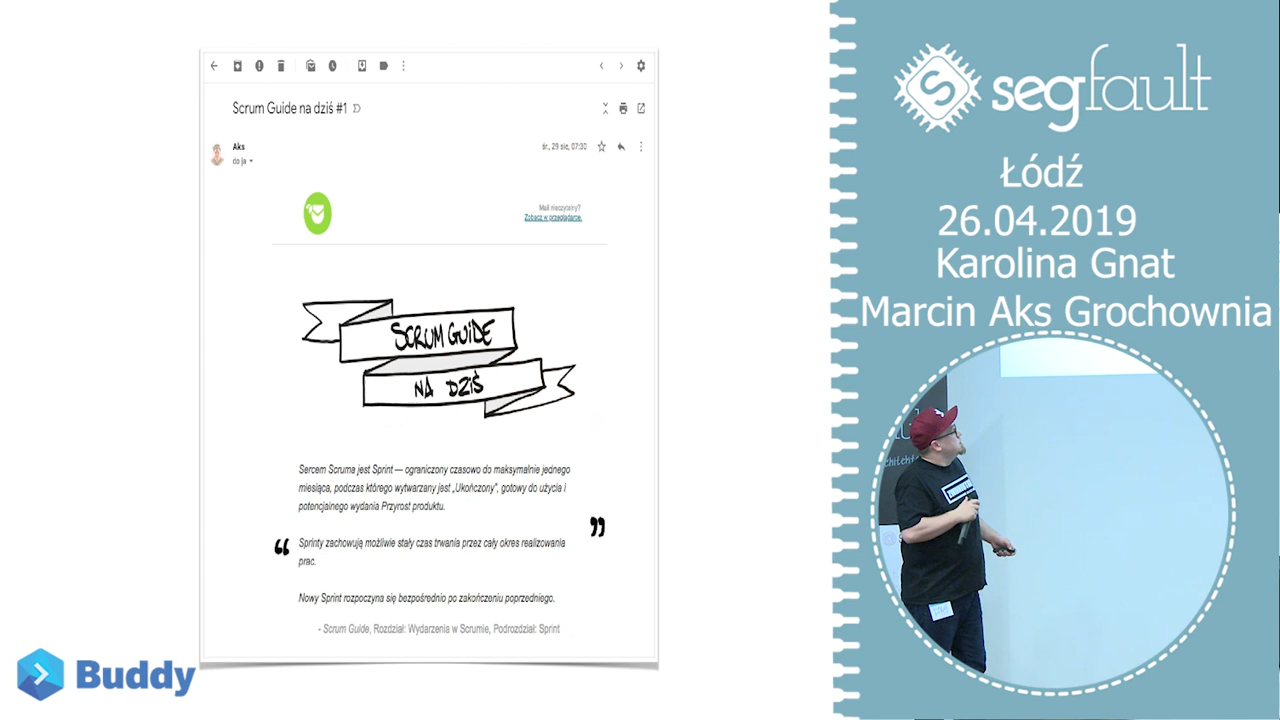 Scrum Guide na dziś #1
Aks
śr., 29 sie, 07:30
do ja
Mail nieczytelny?
Zobacz w przeglądarce.
SCRUM GUIDE
NA DZIŚ
Sercem Scruma jest Sprint — ograniczony czasowo do maksymalnie jednego
miesiąca, podczas którego wytwarzany jest „Ukończony”, gotowy do użycia i
potencjalnego wydania Przyrost produktu.
Sprinty zachowują możliwie stały czas trwania przez cały okres realizowania
prac.
Nowy Sprint rozpoczyna się bezpośrednio po zakończeniu poprzedniego.
- Scrum Guide, Rozdział: Wydarzenia w Scrumie, Podrozdział: Sprint
Buddy
segfault
Łódź
26.04.2019
Karolina Gnat
Marcin Aks Grochownia